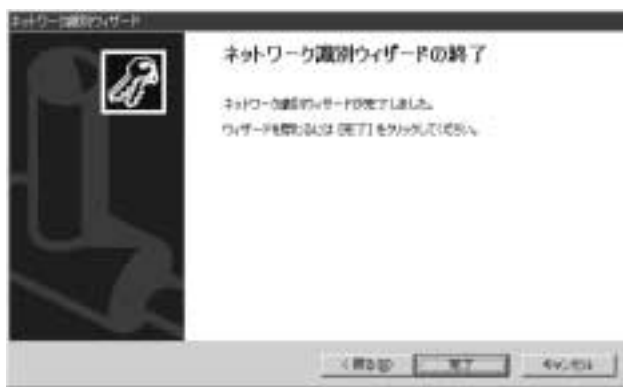 ネットワーク識別ウィザード
ネットワーク識別ウィザードの終了
ネットワーク識別ウィザードが完了しました。
ウィザードを閉じるには [完了] をクリックしてください。
< 戻る(B)
完了
キャンセル